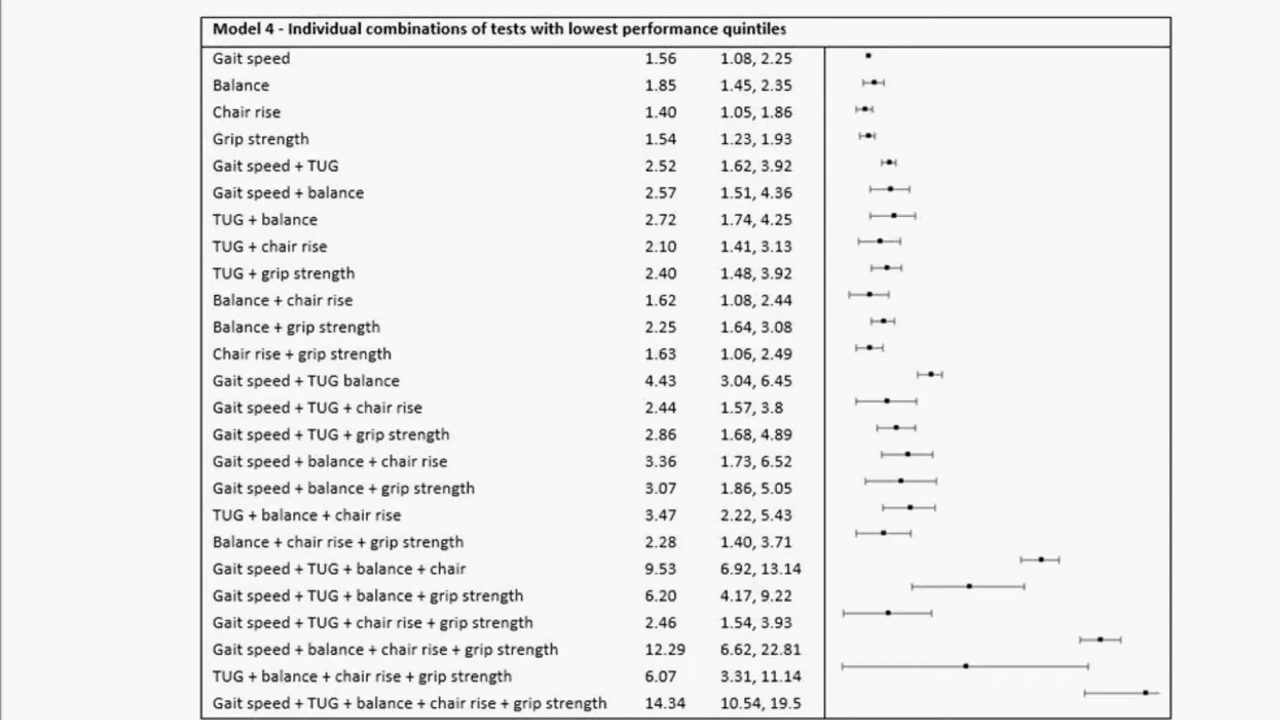 Model 4 - Individual combinations of tests with lowest performance quintiles
Gait speed 1.56 1.08, 2.25
Balance 1.85 1.45, 2.35
Chair rise 1.40 1.05, 1.86
Grip strength 1.54 1.23, 1.93
Gait speed + TUG 2.52 1.62, 3.92
Gait speed + balance 2.57 1.51, 4.36
TUG + balance 2.72 1.74, 4.25
TUG + chair rise 2.10 1.41, 3.13
TUG + grip strength 2.40 1.48, 3.92
Balance + chair rise 1.62 1.08, 2.44
Balance + grip strength 2.25 1.64, 3.08
Chair rise + grip strength 1.63 1.06, 2.49
Gait speed + TUG balance 4.43 3.04, 6.45
Gait speed + TUG + chair rise 2.44 1.57, 3.8
Gait speed + TUG + grip strength 2.86 1.68, 4.89
Gait speed + balance + chair rise 3.36 1.73, 6.52
Gait speed + balance + grip strength 3.07 1.86, 5.05
TUG + balance + chair rise 3.47 2.22, 5.43
Balance + chair rise + grip strength 2.28 1.40, 3.71
Gait speed + TUG + balance + chair 9.53 6.92, 13.14
Gait speed + TUG + balance + grip strength 6.20 4.17, 9.22
Gait speed + TUG + chair rise + grip strength 2.46 1.54, 3.93
Gait speed + balance + chair rise + grip strength 12.29 6.62, 22.81
TUG + balance + chair rise + grip strength 6.07 3.31, 11.14
Gait speed + TUG + balance + chair rise + grip strength 14.34 10.54, 19.5